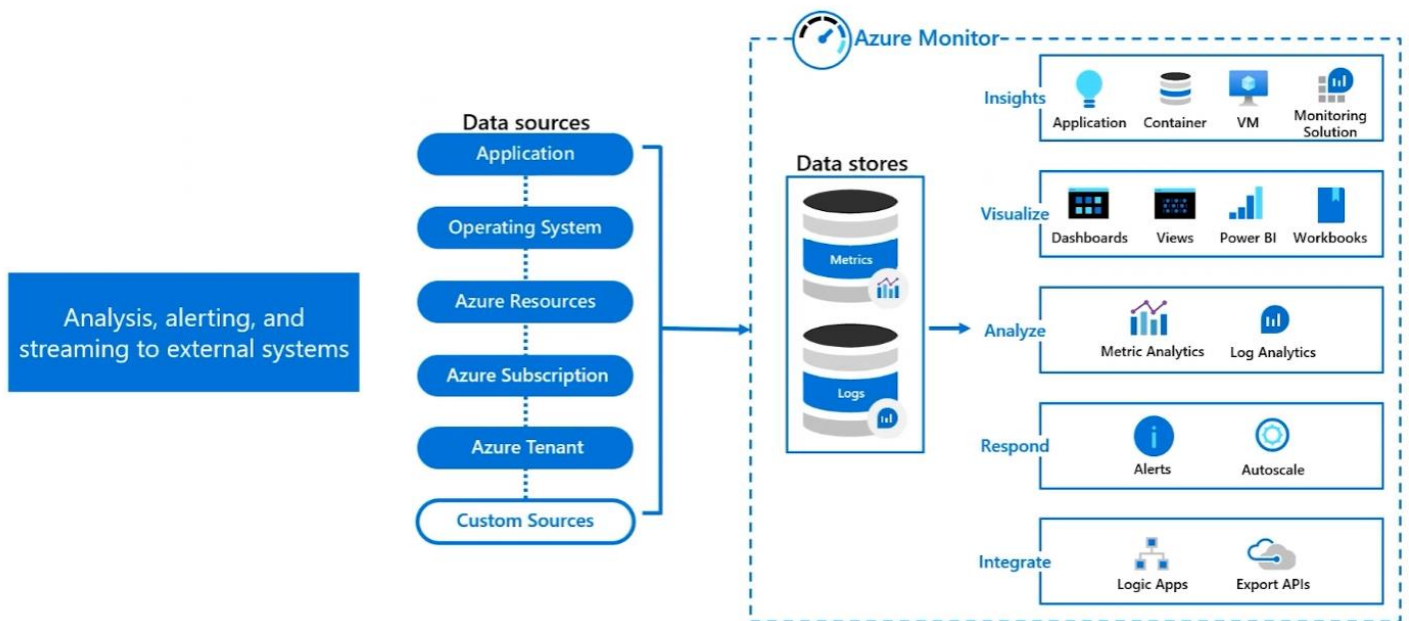 Analysis, alerting, and
streaming to external systems
Data sources
Application
Operating System
Azure Resources
Azure Subscription
Azure Tenant
Custom Sources
Azure Monitor
Data stores
Metrics
Logs
Insights
Application
Container
VM
Monitoring
Solution
Visualize
Dashboards
Views
Power BI
Workbooks
Analyze
Metric Analytics
Log Analytics
Respond
Alerts
Autoscale
Integrate
Logic Apps
Export APIs